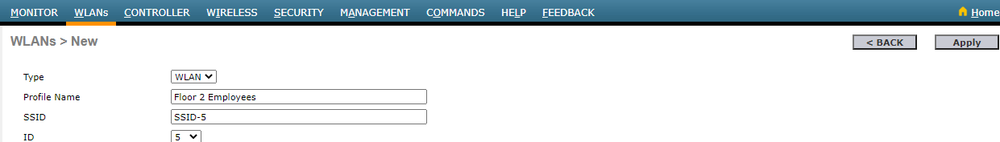 MONITOR WLANs CONTROLLER WIRELESS SECURITY MANAGEMENT COMMANDS HELP FEEDBACK Home
WLANs > New < BACK Apply
Type WLAN
Profile Name Floor 2 Employees
SSID SSID-5
ID 5